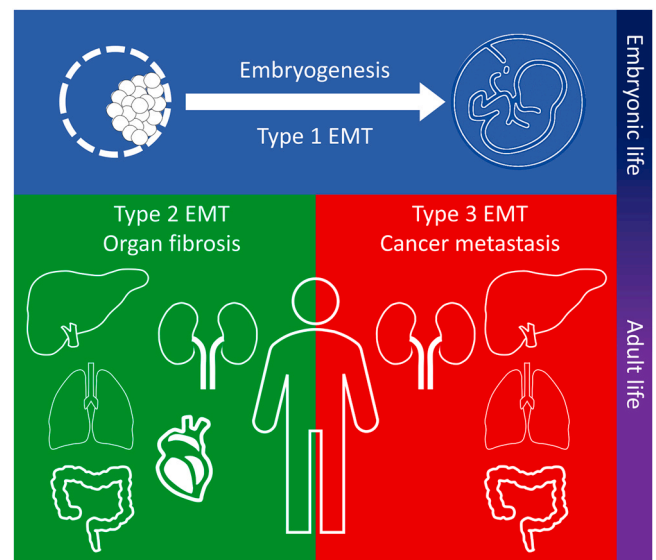 Embryogenesis
Type 1 EMT
Embryonic life
Type 2 EMT
Organ fibrosis
Type 3 EMT
Cancer metastasis
Adult life